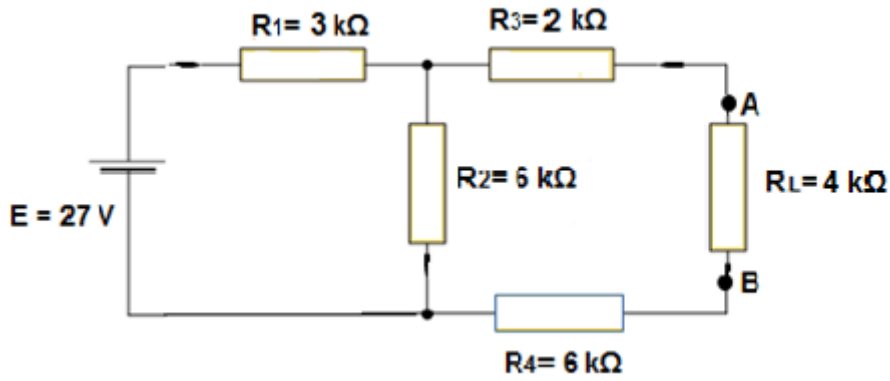 R1= 3 kΩ
R3= 2 kΩ
A
R2= 6 kΩ
RL= 4 kΩ
E = 27 V
B
R4= 6 kΩ